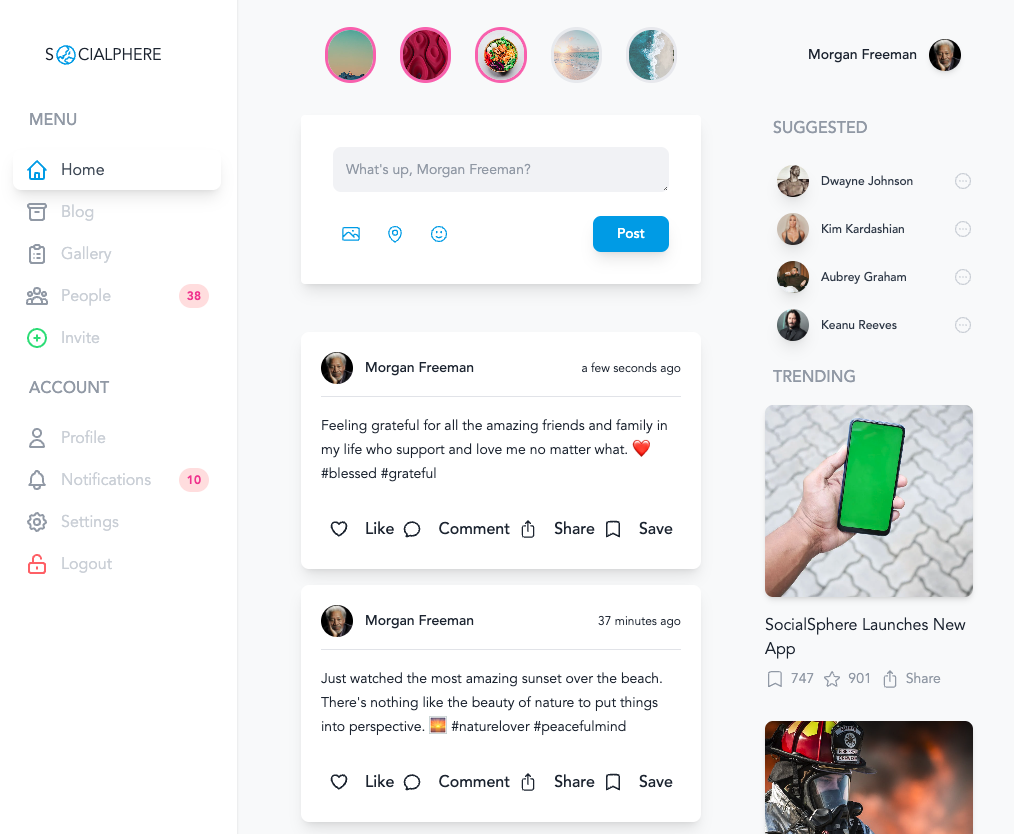 S CIALPHERE
MENU
Home
Blog
Gallery
People 38
Invite
ACCOUNT
Profile
Notifications 10
Settings
Logout
What's up, Morgan Freeman?
Post
Morgan Freeman a few seconds ago
Feeling grateful for all the amazing friends and family in
my life who support and love me no matter what. ❤️
#blessed #grateful
Like Comment Share Save
Morgan Freeman 37 minutes ago
Just watched the most amazing sunset over the beach.
There's nothing like the beauty of nature to put things
into perspective. 🌅 #naturelover #peacefulmind
Like Comment Share Save
Morgan Freeman
SUGGESTED
Dwayne Johnson
Kim Kardashian
Aubrey Graham
Keanu Reeves
TRENDING
SocialSphere Launches New
App
747 901 Share